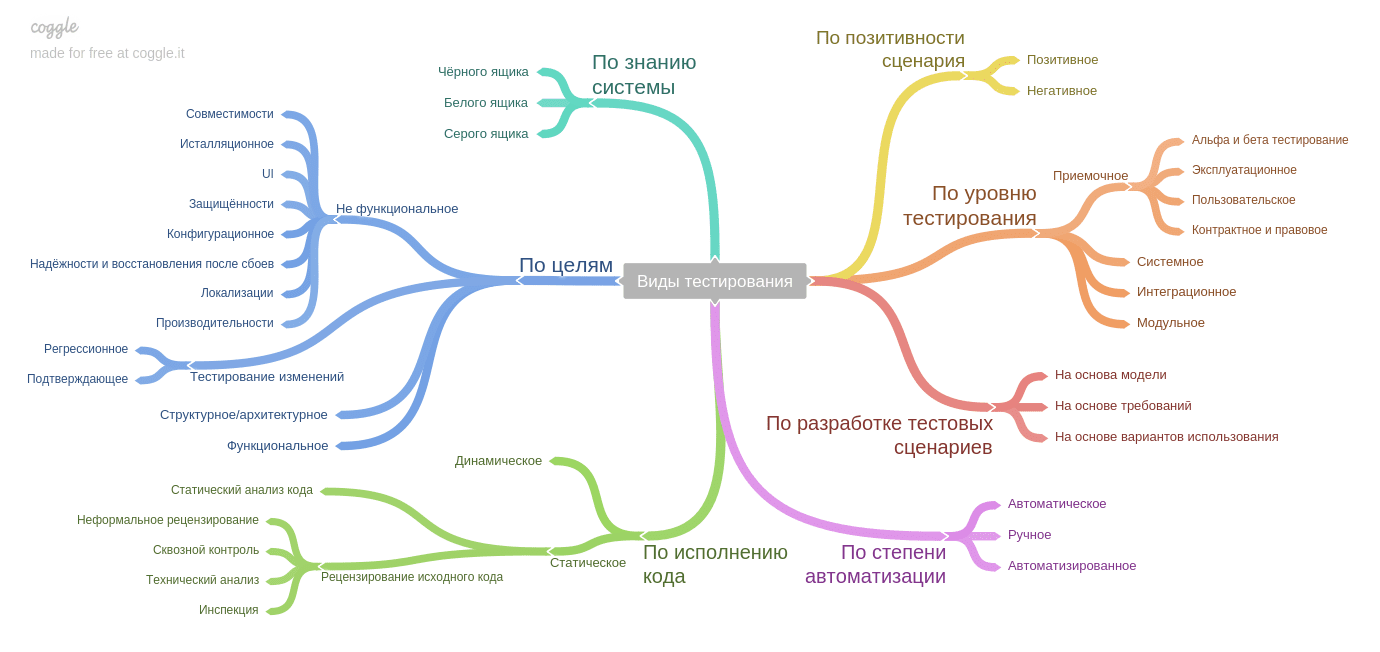 coggle
made for free at coggle.it
Виды тестирования
По знанию
системы
Чёрного ящика
Белого ящика
Серого ящика
По целям
Не функциональное
Совместимости
Исталляционное
UI
Защищённости
Конфигурационное
Надёжности и восстановления после сбоев
Локализации
Производительности
Тестирование изменений
Регрессионное
Подтверждающее
Структурное/архитектурное
Функциональное
По исполнению
кода
Динамическое
Статическое
Статический анализ кода
Рецензирование исходного кода
Неформальное рецензирование
Сквозной контроль
Технический анализ
Инспекция
По позитивности
сценария
Позитивное
Негативное
По уровню
тестирования
Приемочное
Альфа и бета тестирование
Эксплуатационное
Пользовательское
Контрактное и правовое
Системное
Интеграционное
Модульное
По разработке тестовых
сценариев
На основа модели
На основе требований
На основе вариантов использования
По степени
автоматизации
Автоматическое
Ручное
Автоматизированное